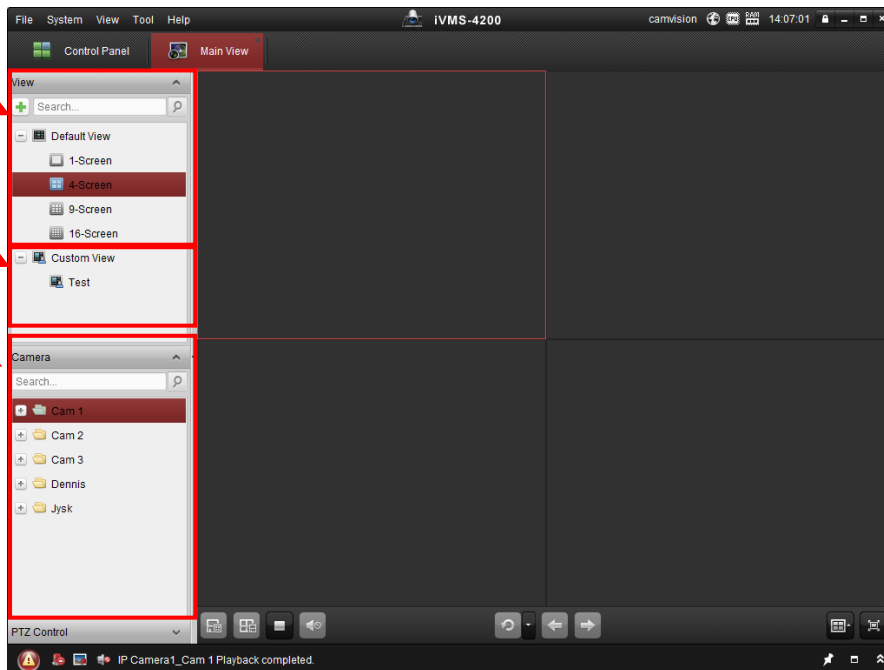 File System View Tool Help iVMS-4200 camvision CPU RAM 14:07:01
Control Panel Main View
View
Search...
Default View
1-Screen
4-Screen
9-Screen
16-Screen
Custom View
Test
Camera
Search...
Cam 1
Cam 2
Cam 3
Dennis
Jysk
PTZ Control
IP Camera1_Cam 1 Playback completed.